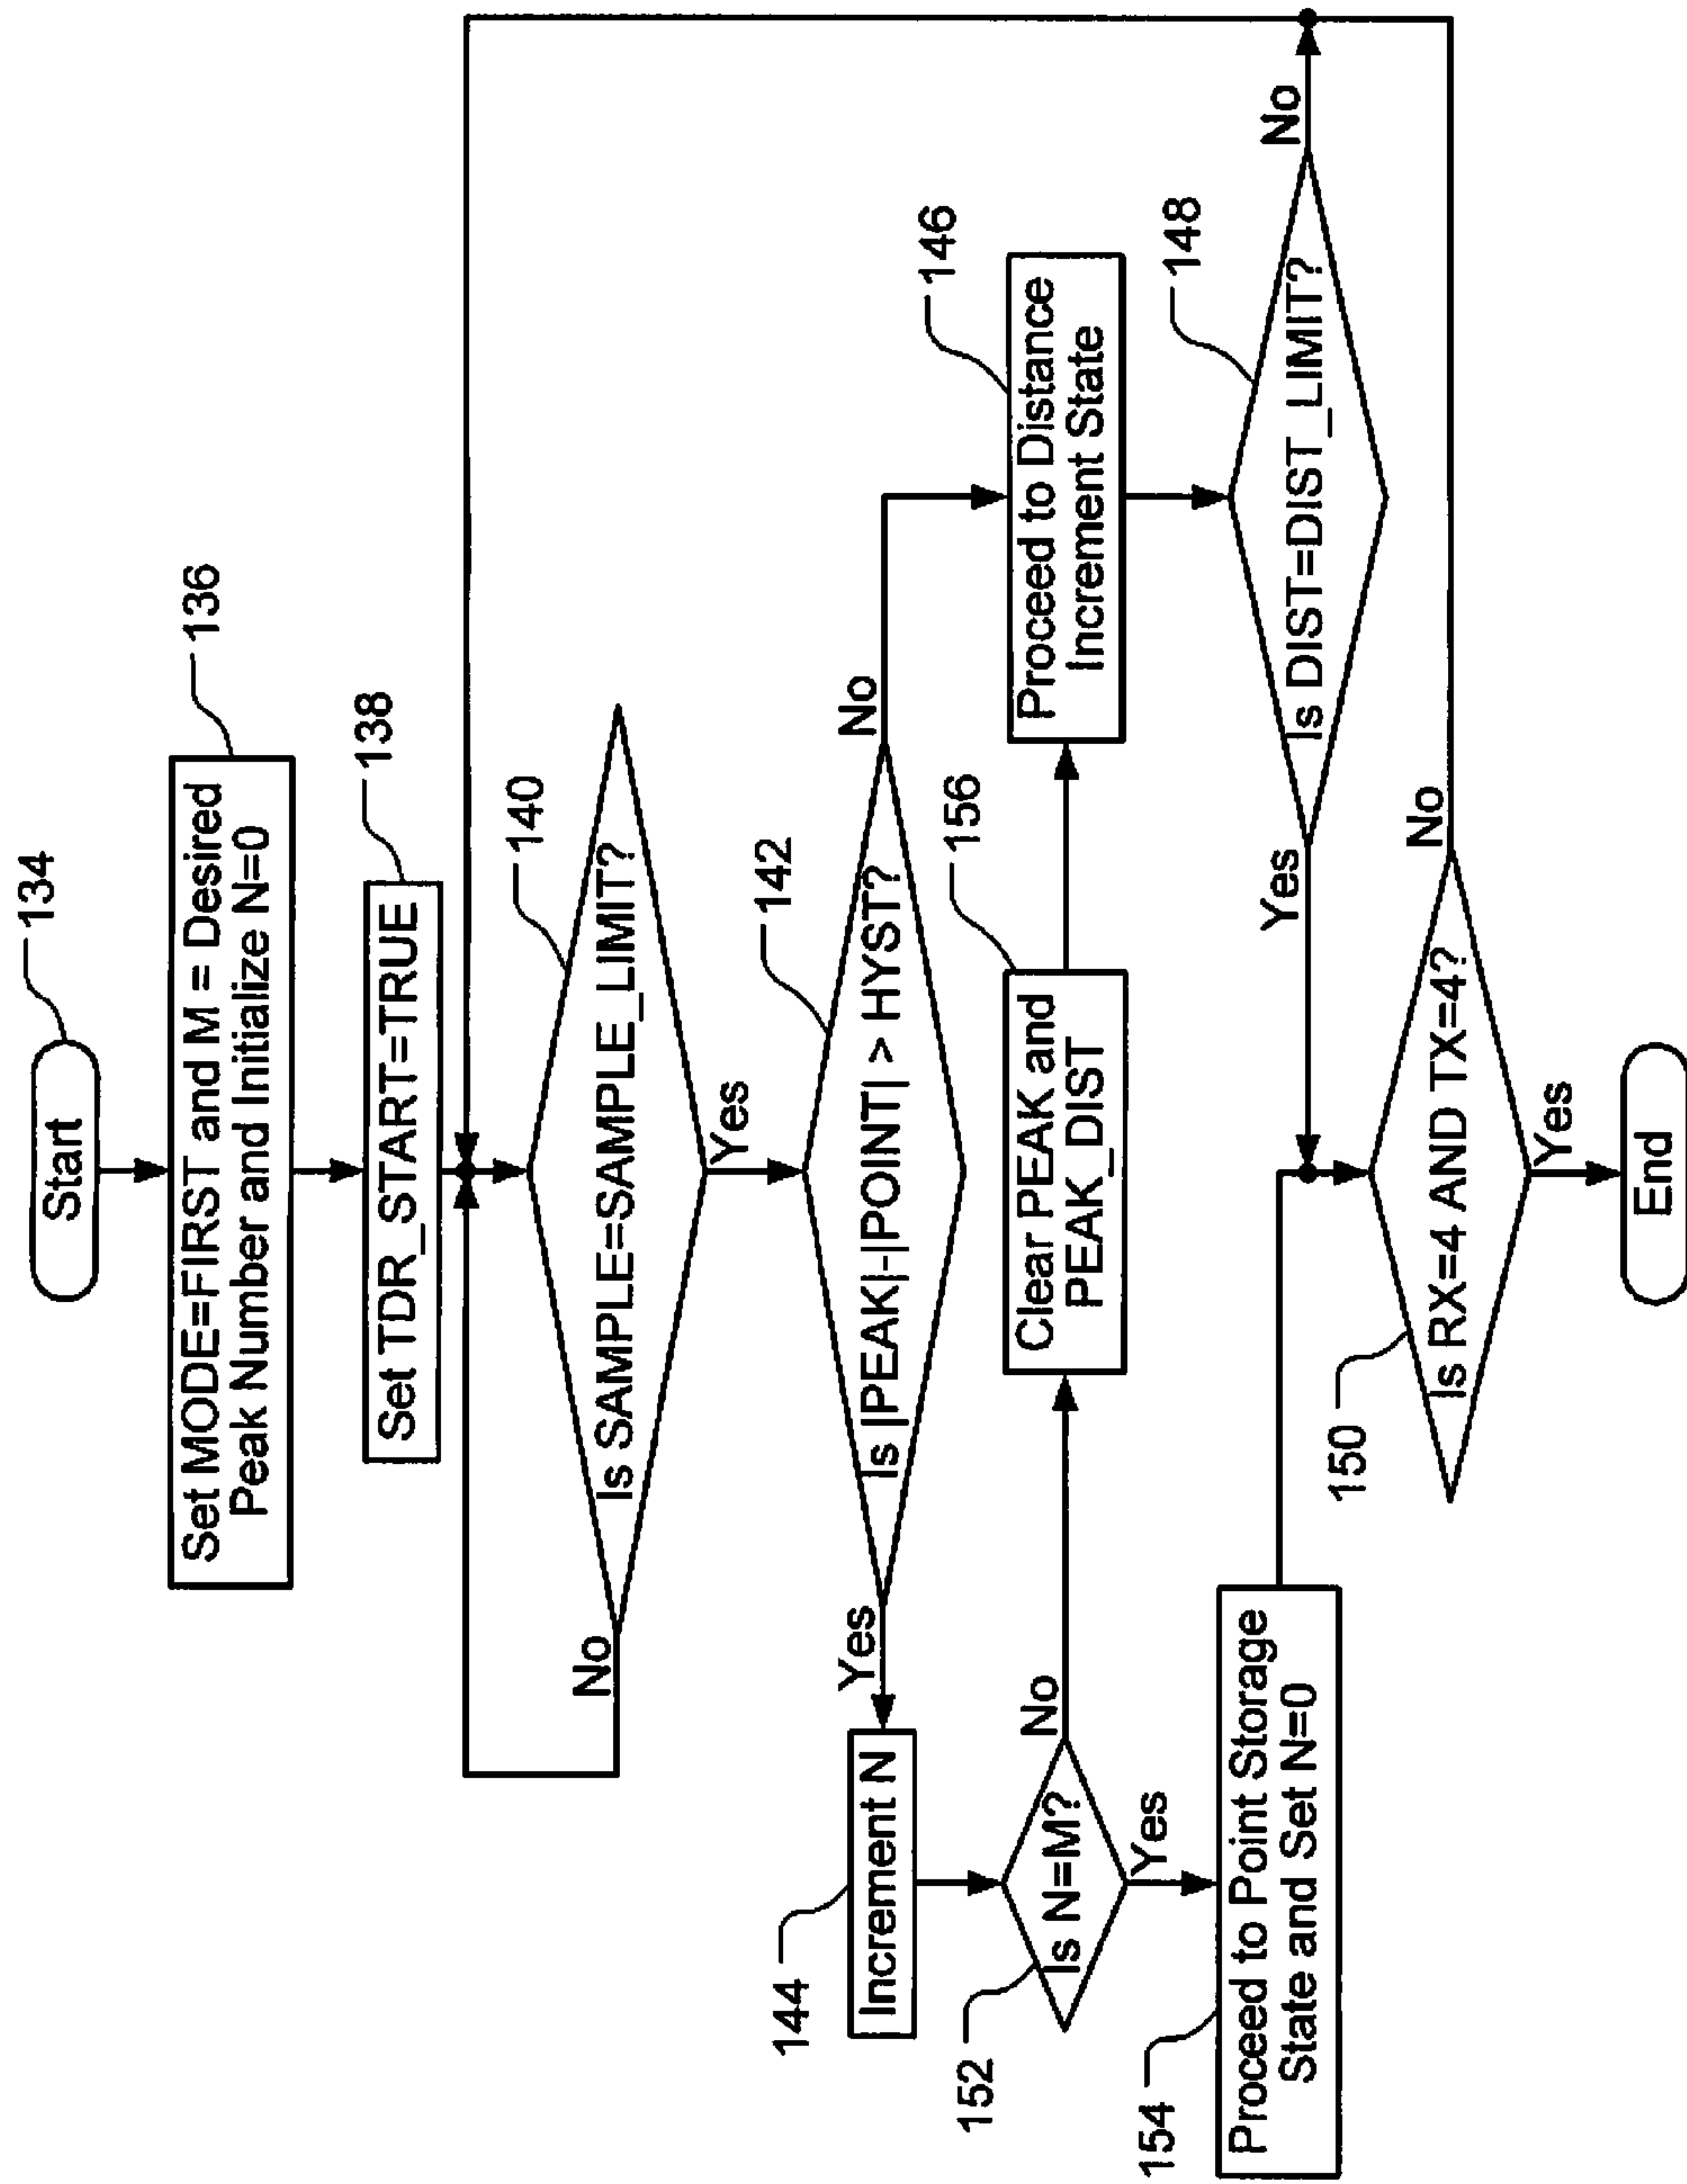 Start
134
Set MODE=FIRST and M = Desired
Peak Number and Initialize N=0
136
Set TDR_START=TRUE
138
Is SAMPLE=SAMPLE_LIMIT?
140
No
Yes
Is |PEAK|-|POINT| > HYST?
142
Yes
No
Increment N
144
Is N=M?
152
No
Yes
Clear PEAK and
PEAK_DIST
156
Proceed to Distance
Increment State
146
Is DIST=DIST_LIMIT?
148
Yes
No
Proceed to Point Storage
State and Set N=0
154
Is RX=4 AND TX=4?
150
No
Yes
End